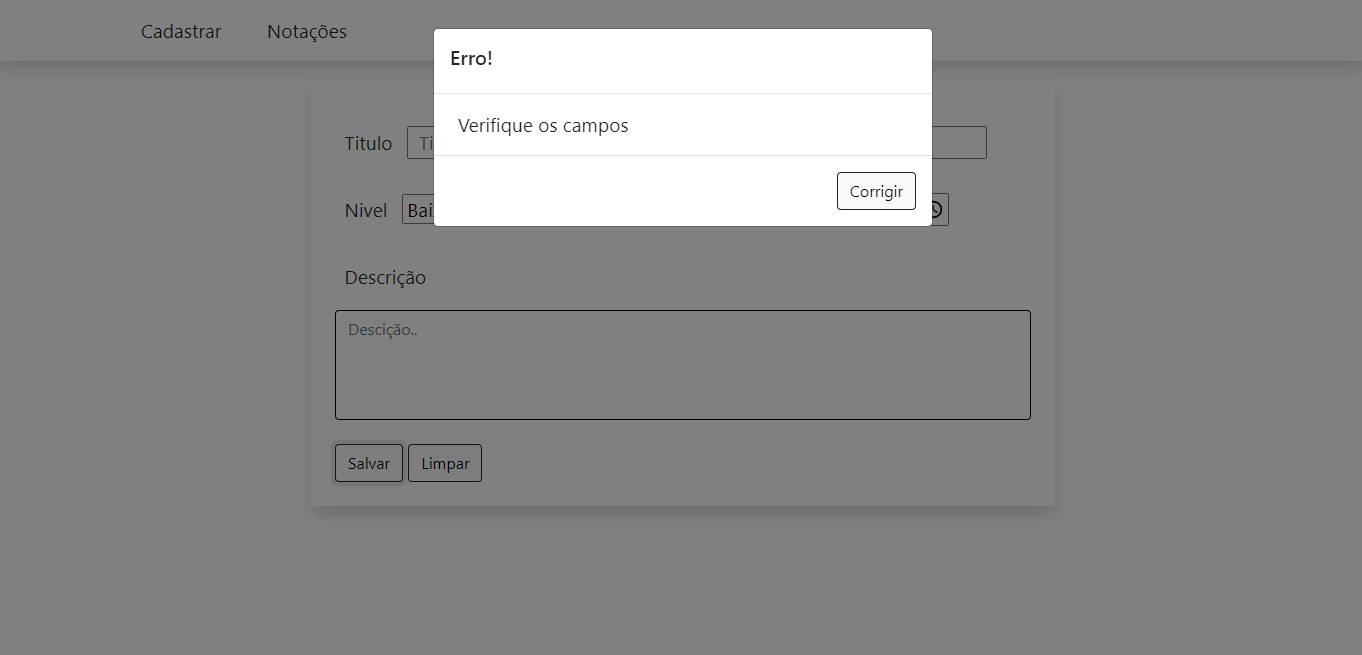 Cadastrar Notações
Erro!
Verifique os campos
Titulo Ti
Corrigir
Nivel Bai
Descrição
Descição..
Salvar Limpar